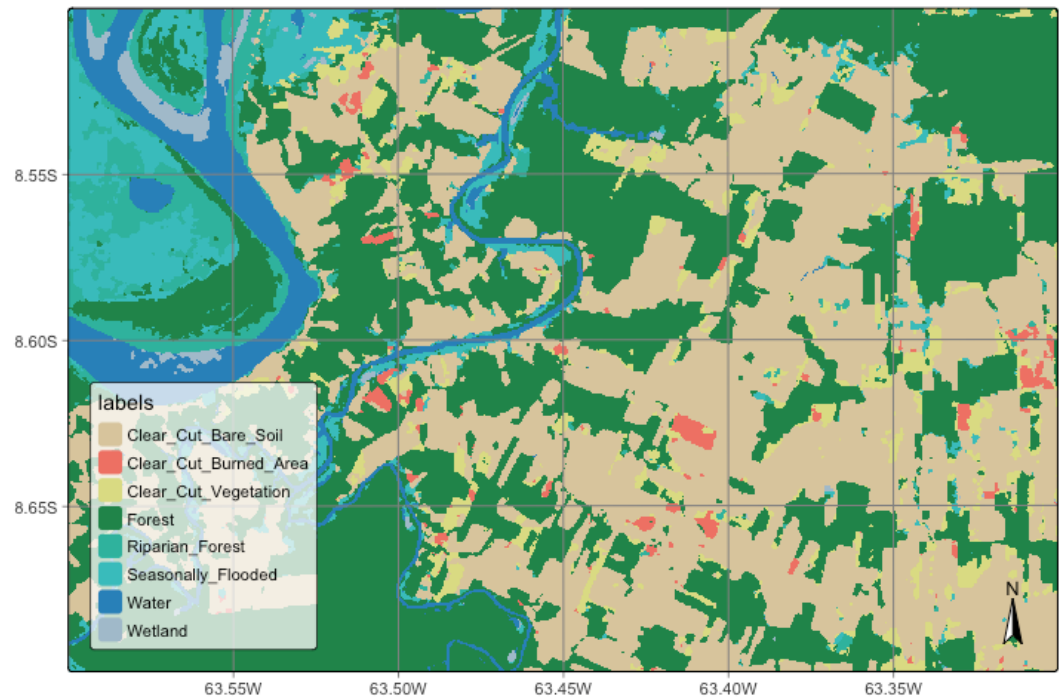 8.55S
8.60S
8.65S
labels
Clear_Cut_Bare_Soil
Clear_Cut_Burned_Area
Clear_Cut_Vegetation
Forest
Riparian_Forest
Seasonally_Flooded
Water
Wetland
N
63.55W 63.50W 63.45W 63.40W 63.35W